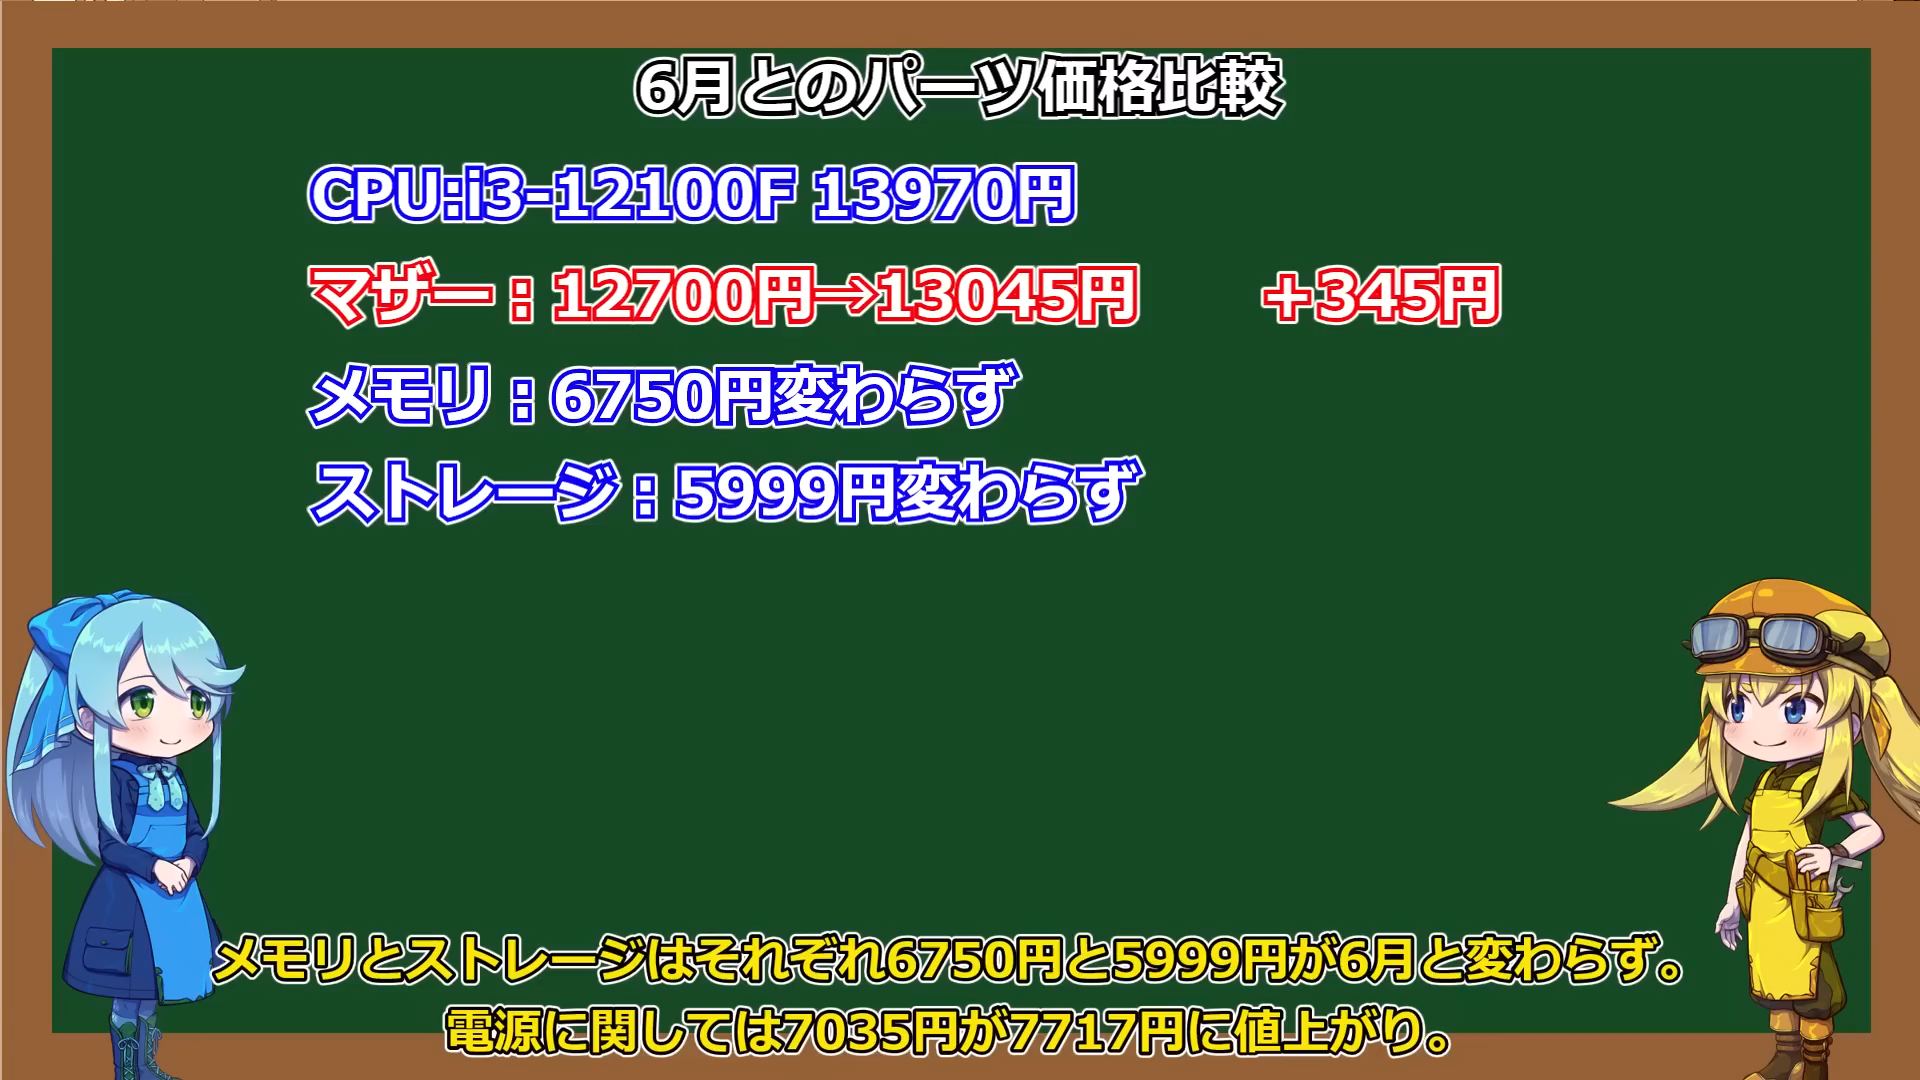 6月とのパーツ価格比較
CPU:i3-12100F 13970円
マザー：12700円→13045円 +345円
メモリ：6750円変わらず
ストレージ：5999円変わらず
メモリとストレージはそれぞれ6750円と5999円が6月と変わらず。
電源に関しては7035円が7717円に値上がり。